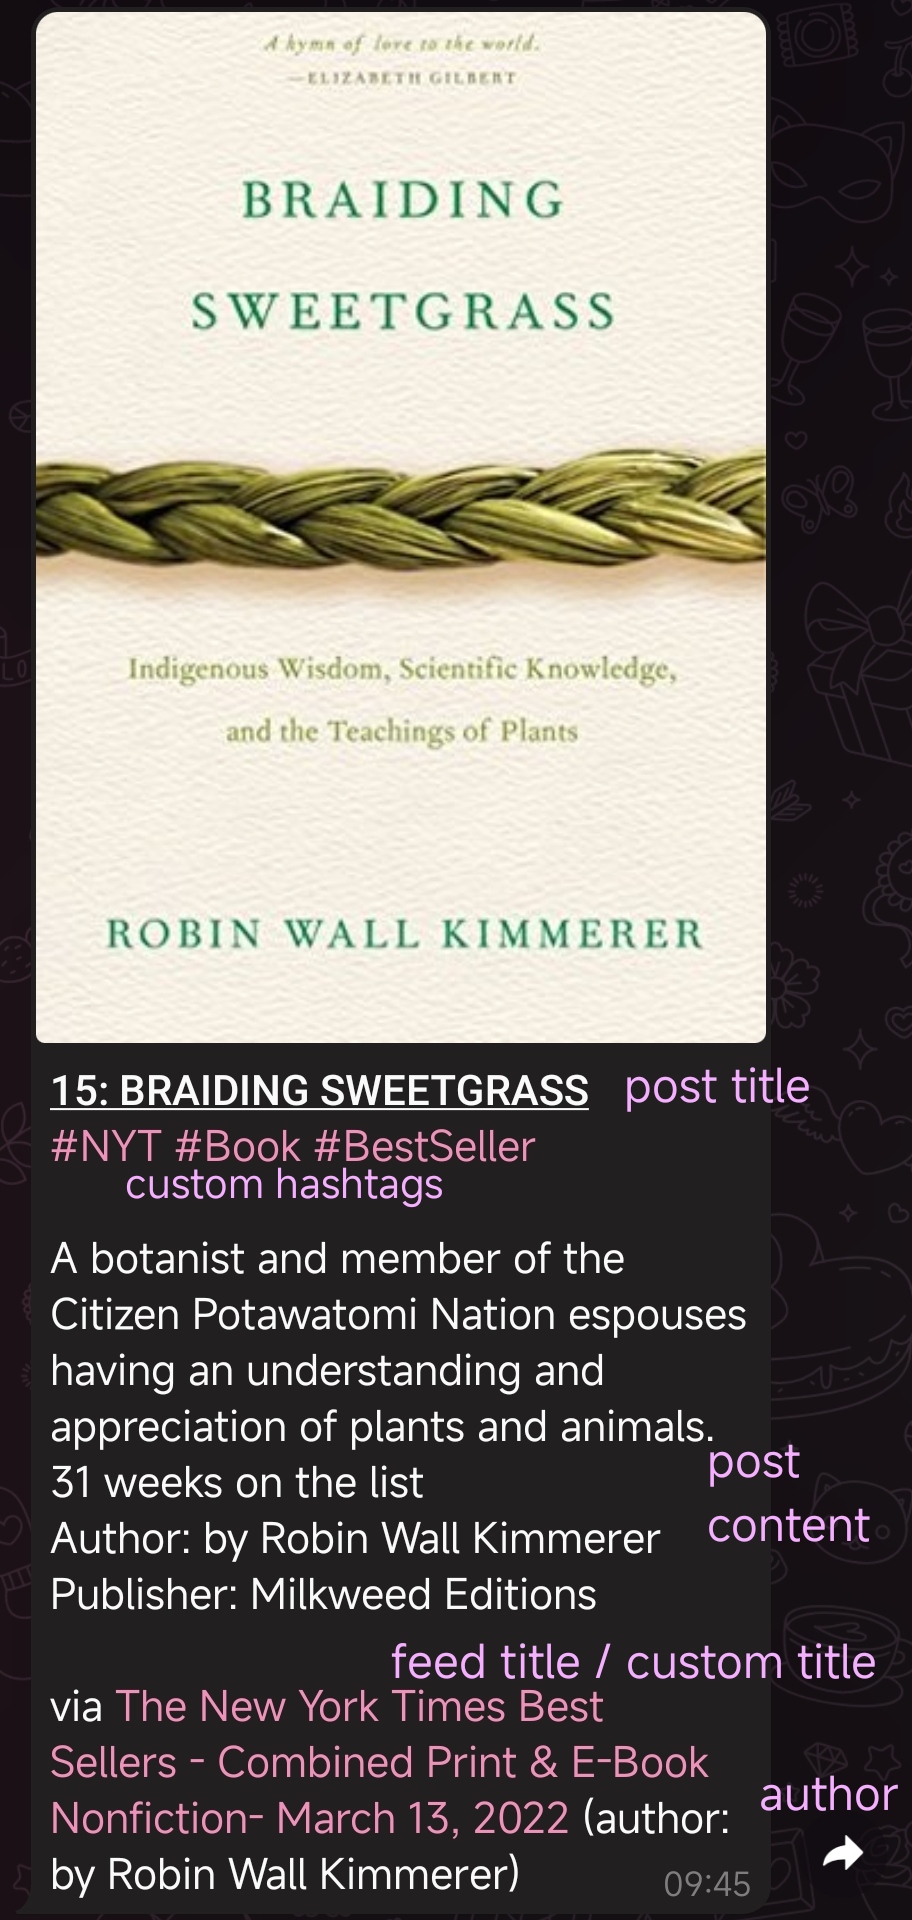 A hymn of love to the world.
—ELIZABETH GILBERT
BRAIDING
SWEETGRASS
Indigenous Wisdom, Scientific Knowledge,
and the Teachings of Plants
ROBIN WALL KIMMERER
15: BRAIDING SWEETGRASS post title
#NYT #Book #BestSeller
custom hashtags
A botanist and member of the
Citizen Potawatomi Nation espouses
having an understanding and
appreciation of plants and animals.
post
31 weeks on the list
content
Author: by Robin Wall Kimmerer
Publisher: Milkweed Editions
feed title / custom title
via The New York Times Best
Sellers - Combined Print & E-Book
author
Nonfiction- March 13, 2022 (author:
by Robin Wall Kimmerer)
09:45